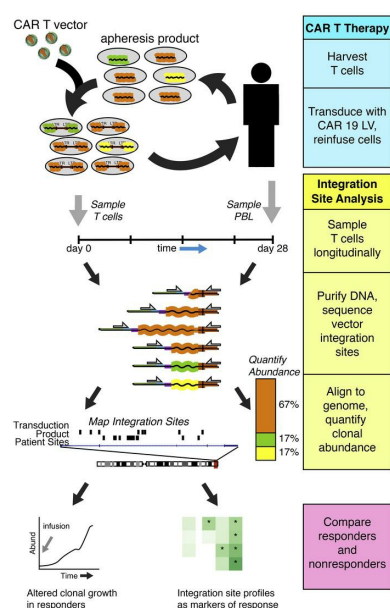 CAR T vector
apheresis product
CAR T Therapy
Harvest
T cells
Transduce with
CAR 19 LV,
reinfuse cells
Sample
T cells
Sample
PBL
day 0
time
day 28
Integration
Site Analysis
Sample
T cells
longitudinally
Purify DNA,
sequence
vector
integration
sites
Quantify
Abundance
67%
17%
17%
Align to
genome,
quantify
clonal
abundance
Map Integration Sites
Transduction
Product
Patient Sites
Compare
responders
and
nonresponders
infusion
Abund
Time
Altered clonal growth
in responders
* * * * * *
Integration site profiles
as markers of response